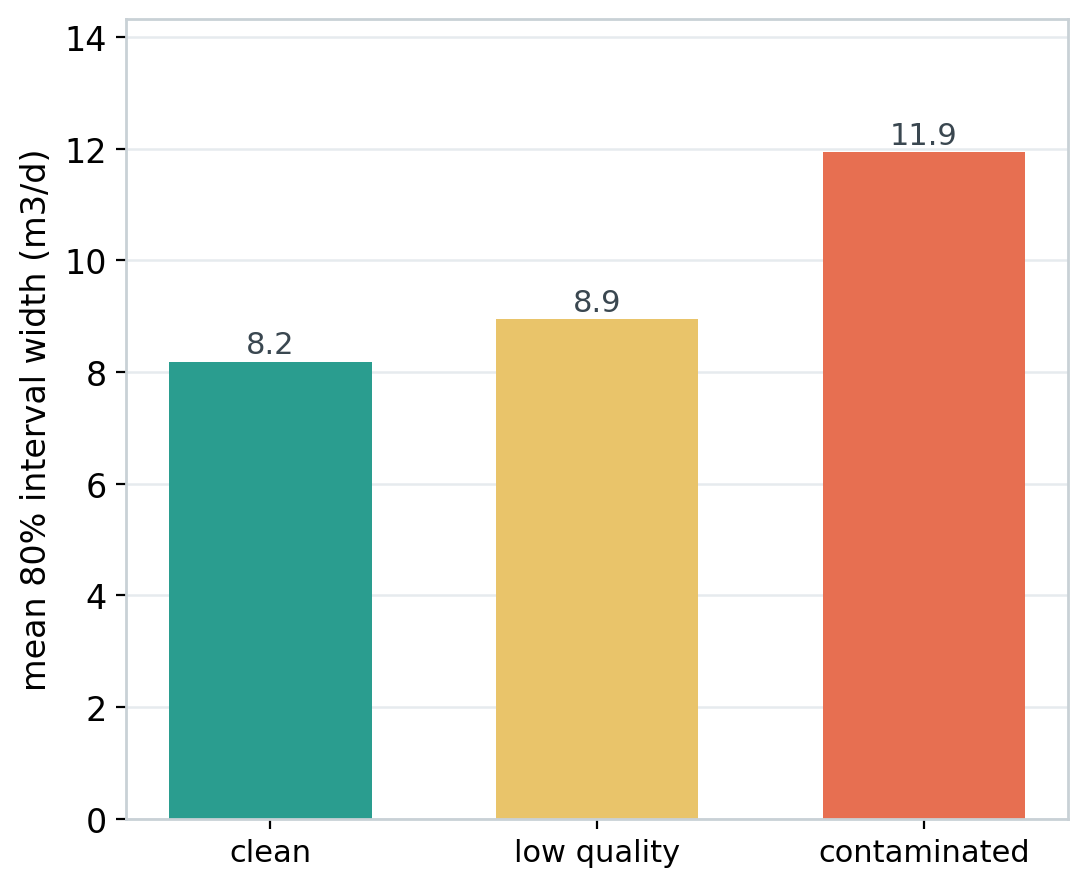 mean 80% interval width (m3/d)
14
12
10
8
6
4
2
0
8.2
8.9
11.9
clean
low quality
contaminated